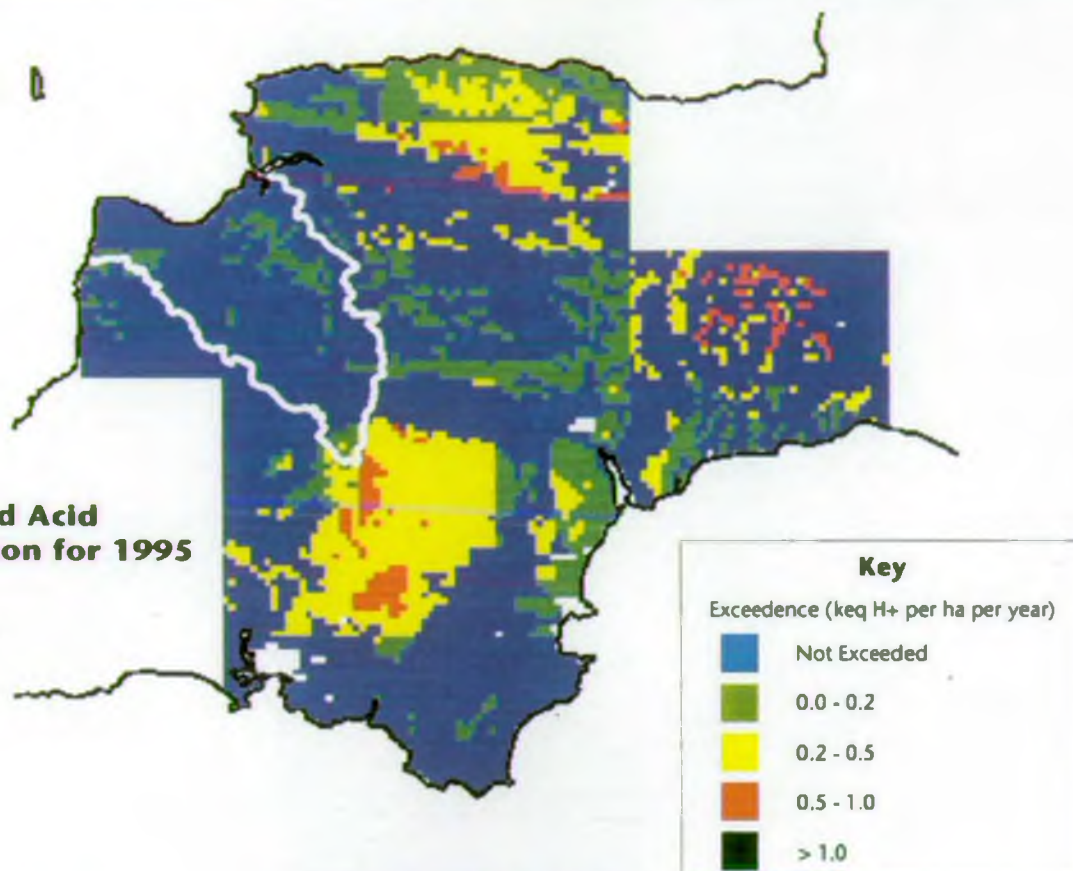 d Acid
on for 1995
Key
Exceedence (keq H+ per ha per year)
Not Exceeded
0.0 - 0.2
0.2 - 0.5
0.5 - 1.0
> 1.0